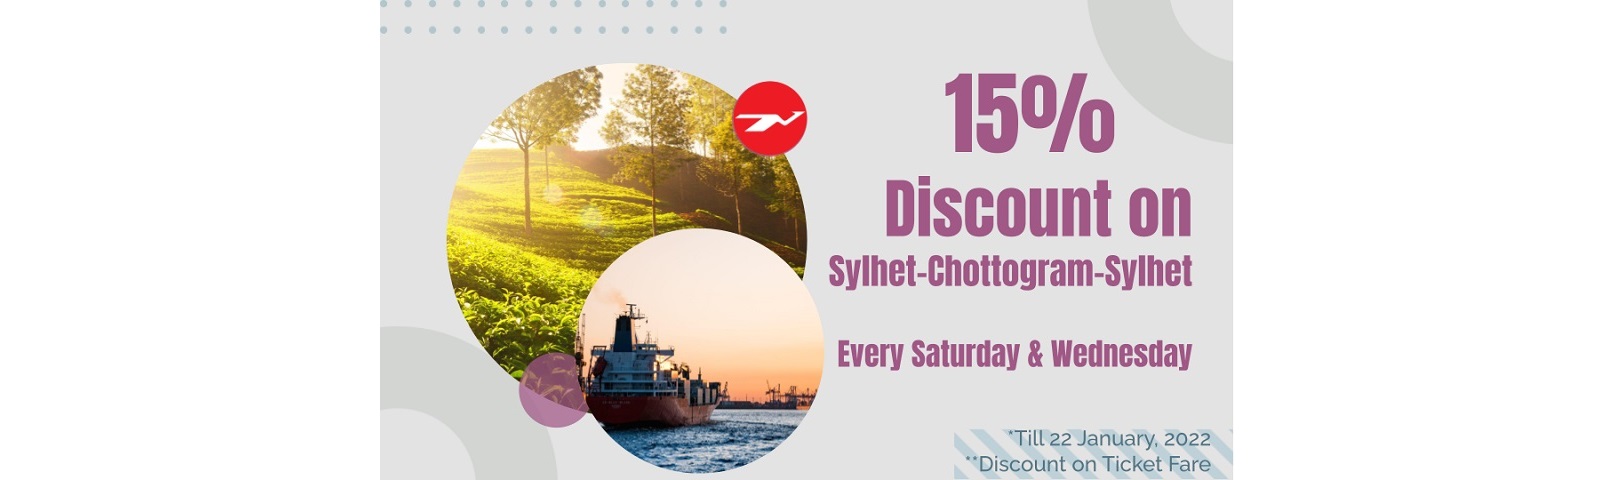 15%
Discount on
Sylhet-Chottogram-Sylhet
Every Saturday & Wednesday
*Till 22 January, 2022
**Discount on Ticket Fare